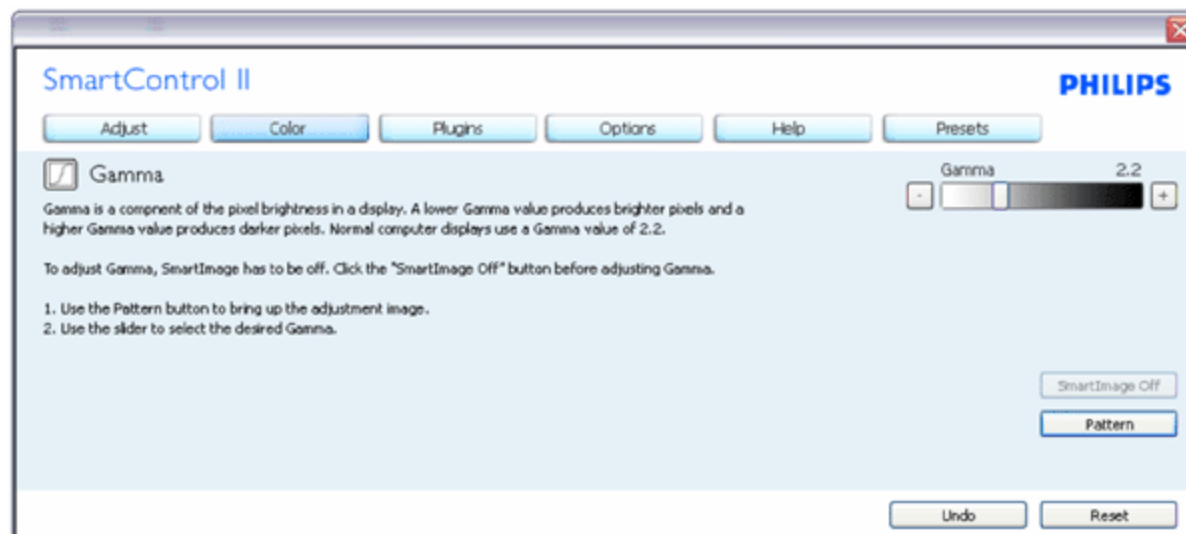 SmartControl II
PHILIPS
Adjust Color Plugins Options Help Presets
Gamma
Gamma 2.2
- +
Gamma is a compnent of the pixel brightness in a display. A lower Gamma value produces brighter pixels and a
higher Gamma value produces darker pixels. Normal computer displays use a Gamma value of 2.2.
To adjust Gamma, SmartImage has to be off. Click the "SmartImage Off" button before adjusting Gamma.
1. Use the Pattern button to bring up the adjustment image.
2. Use the slider to select the desired Gamma.
SmartImage Off
Pattern
Undo Reset